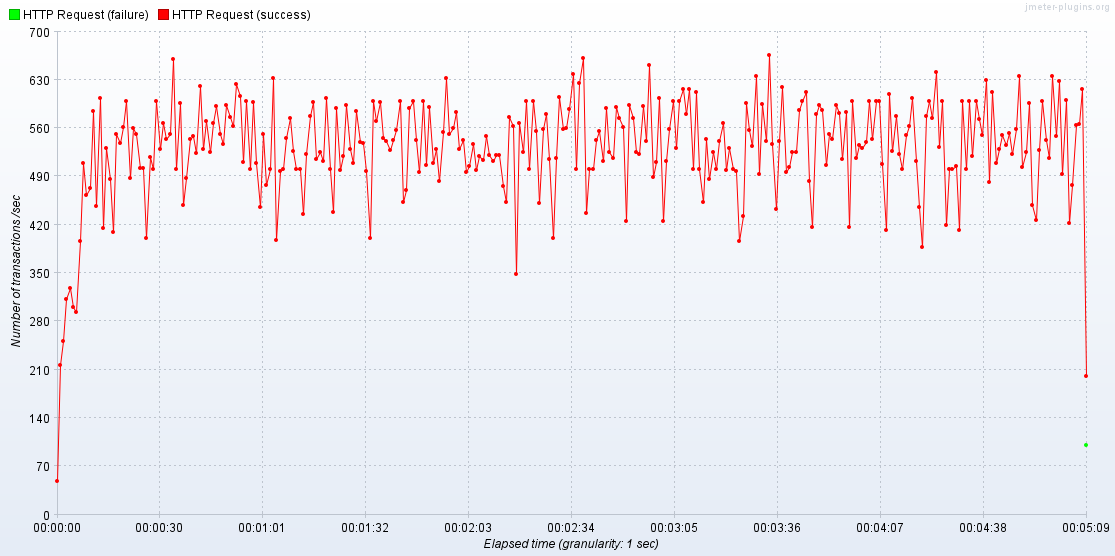 HTTP Request (failure) HTTP Request (success)
jmeter-plugins.org
700
630
560
490
420
350
280
210
140
70
0
Number of transactions /sec
00:00:00 00:00:30 00:01:01 00:01:32 00:02:03 00:02:34 00:03:05 00:03:36 00:04:07 00:04:38 00:05:09
Elapsed time (granularity: 1 sec)